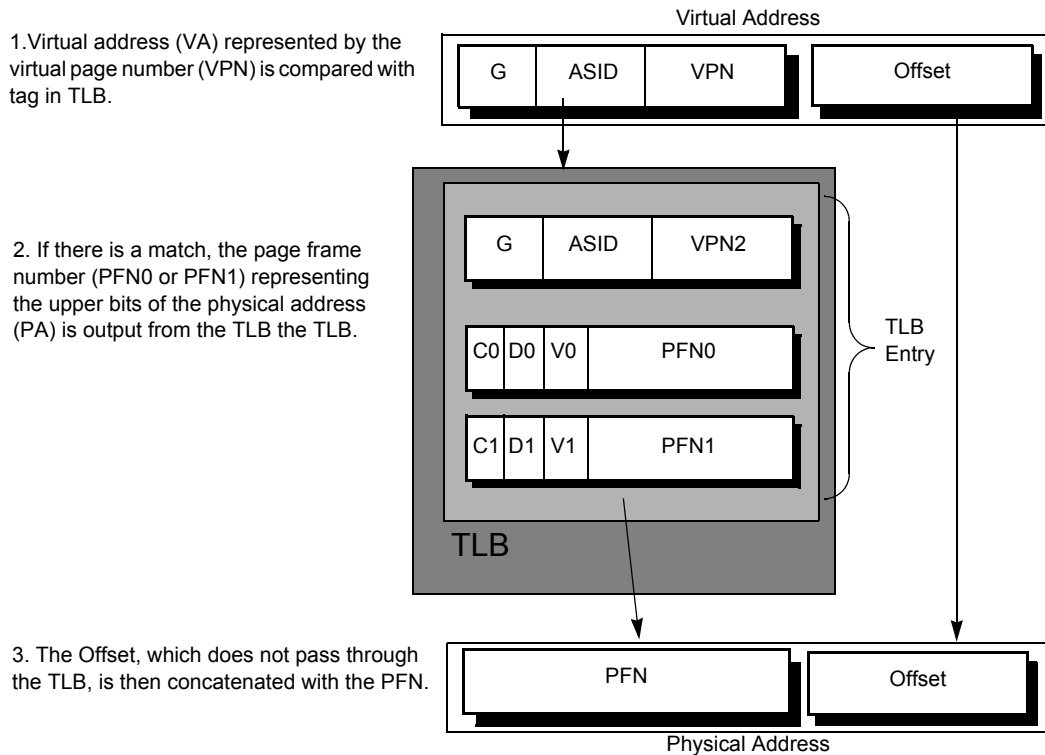 Virtual Address
1.Virtual address (VA) represented by the
virtual page number (VPN) is compared with
tag in TLB.
G ASID VPN Offset
2. If there is a match, the page frame
number (PFN0 or PFN1) representing
the upper bits of the physical address
(PA) is output from the TLB the TLB.
G ASID VPN2
C0 D0 V0 PFN0
C1 D1 V1 PFN1
TLB
Entry
TLB
3. The Offset, which does not pass through
the TLB, is then concatenated with the PFN.
PFN Offset
Physical Address